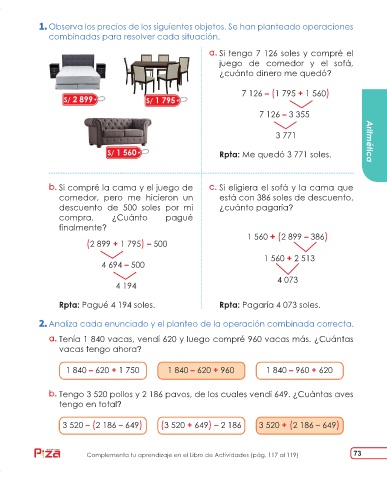 1. Observa los precios de los siguientes objetos. Se han planteado operaciones
combinadas para resolver cada situación.
S/ 2 899
S/ 1 795
S/ 1 560
a. Si tengo 7 126 soles y compré el
juego de comedor y el sofá,
¿cuánto dinero me quedó?
7 126 – (1 795 + 1 560)
7 126 – 3 355
3 771
Rpta: Me quedó 3 771 soles.
Aritmética
b. Si compré la cama y el juego de
comedor, pero me hicieron un
descuento de 500 soles por mi
compra. ¿Cuánto pagué
finalmente?
(2 899 + 1 795) – 500
4 694 – 500
4 194
Rpta: Pagué 4 194 soles.
c. Si eligiera el sofá y la cama que
está con 386 soles de descuento,
¿cuánto pagaría?
1 560 + (2 899 – 386)
1 560 + 2 513
4 073
Rpta: Pagaría 4 073 soles.
2. Analiza cada enunciado y el planteo de la operación combinada correcta.
a. Tenía 1 840 vacas, vendí 620 y luego compré 960 vacas más. ¿Cuántas
vacas tengo ahora?
1 840 – 620 + 1 750 1 840 – 620 + 960 1 840 – 960 + 620
b. Tengo 3 520 pollos y 2 186 pavos, de los cuales vendí 649. ¿Cuántas aves
tengo en total?
3 520 – (2 186 – 649) (3 520 + 649) – 2 186 3 520 + (2 186 – 649)
Complementa tu aprendizaje en el Libro de Actividades (pág. 117 al 119) 73